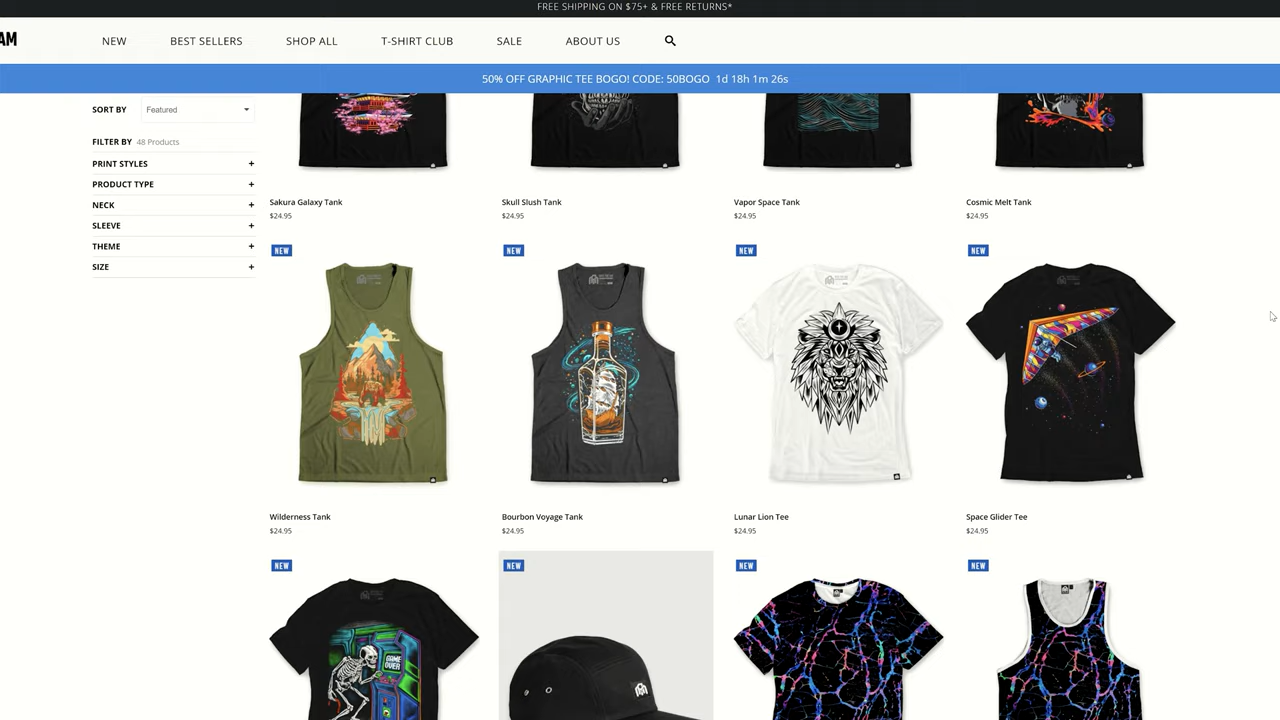 FREE SHIPPING ON $75+ & FREE RETURNS*
AM
NEW BEST SELLERS SHOP ALL T-SHIRT CLUB SALE ABOUT US
50% OFF GRAPHIC TEE BOGO! CODE: 50BOGO 1d 18h 1m 26s
SORT BY Featured
FILTER BY 48 Products
PRINT STYLES +
PRODUCT TYPE +
NECK +
SLEEVE +
THEME +
SIZE +
Sakura Galaxy Tank
$24.95
Skull Slush Tank
$24.95
Vapor Space Tank
$24.95
Cosmic Melt Tank
$24.95
NEW
Wilderness Tank
$24.95
NEW
Bourbon Voyage Tank
$24.95
NEW
Lunar Lion Tee
$24.95
NEW
Space Glider Tee
$24.95
NEW
GAME
OVER
NEW
NEW
NEW